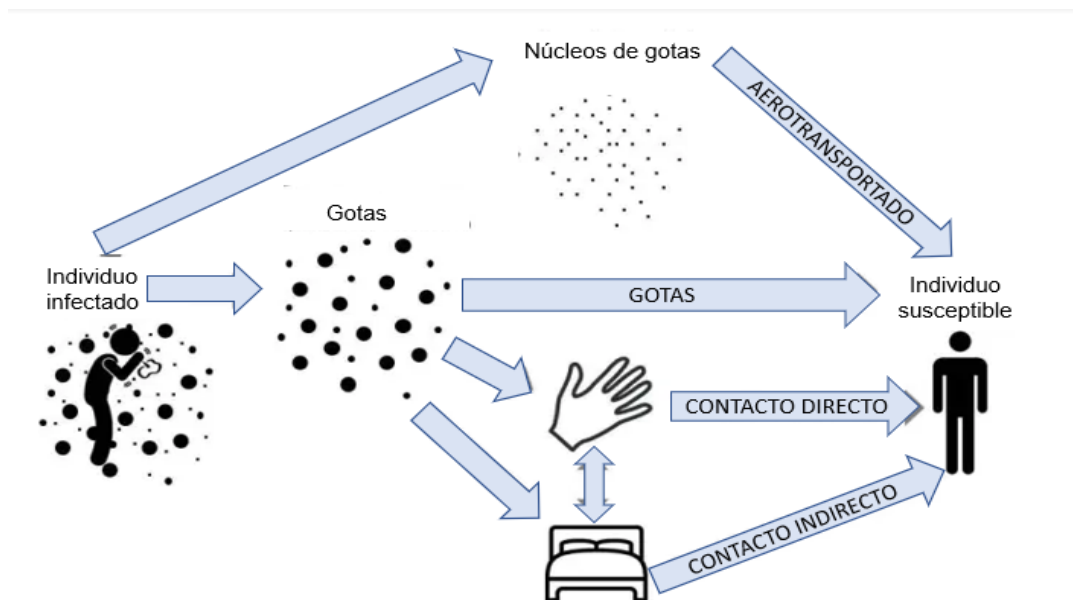 Núcleos de gotas
AEROTRANSPORTADO
Gotas
Individuo
infectado
GOTAS
Individuo
susceptible
CONTACTO DIRECTO
CONTACTO INDIRECTO